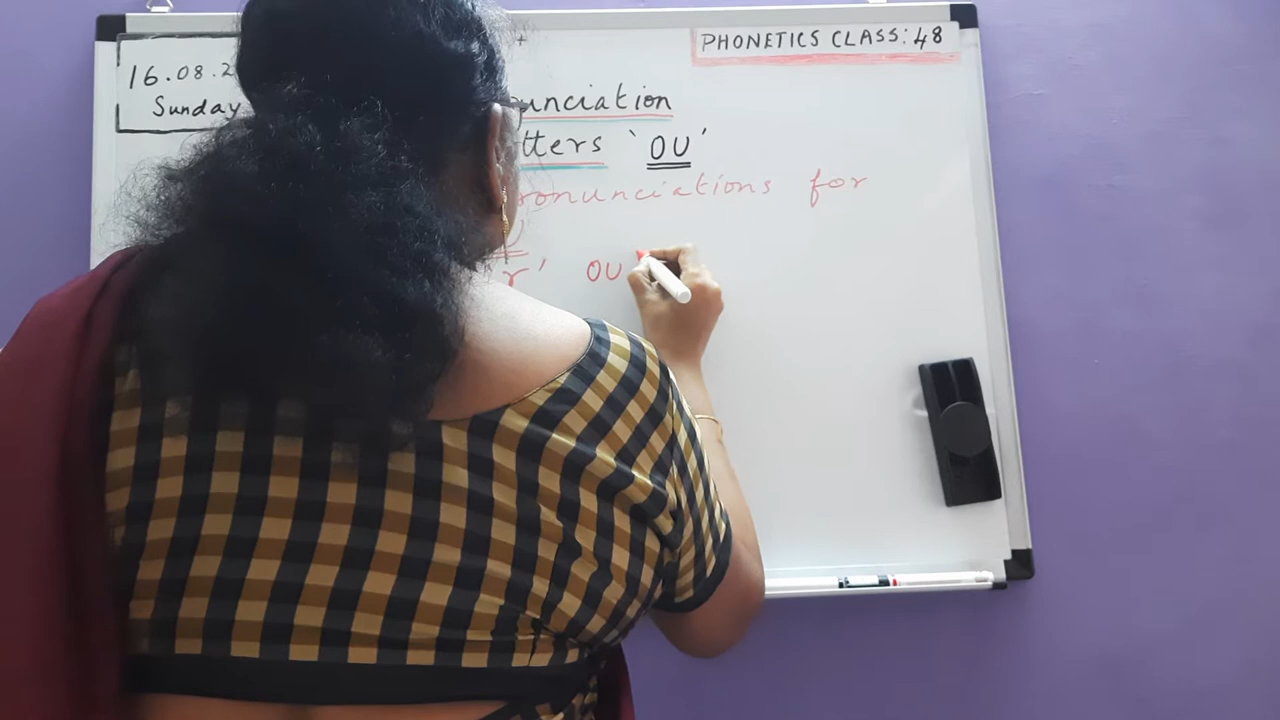 PHONETICS CLASS: 48
16.08.2
Sunday
unciation
tters 'OU'
ronunciations for
r' OU